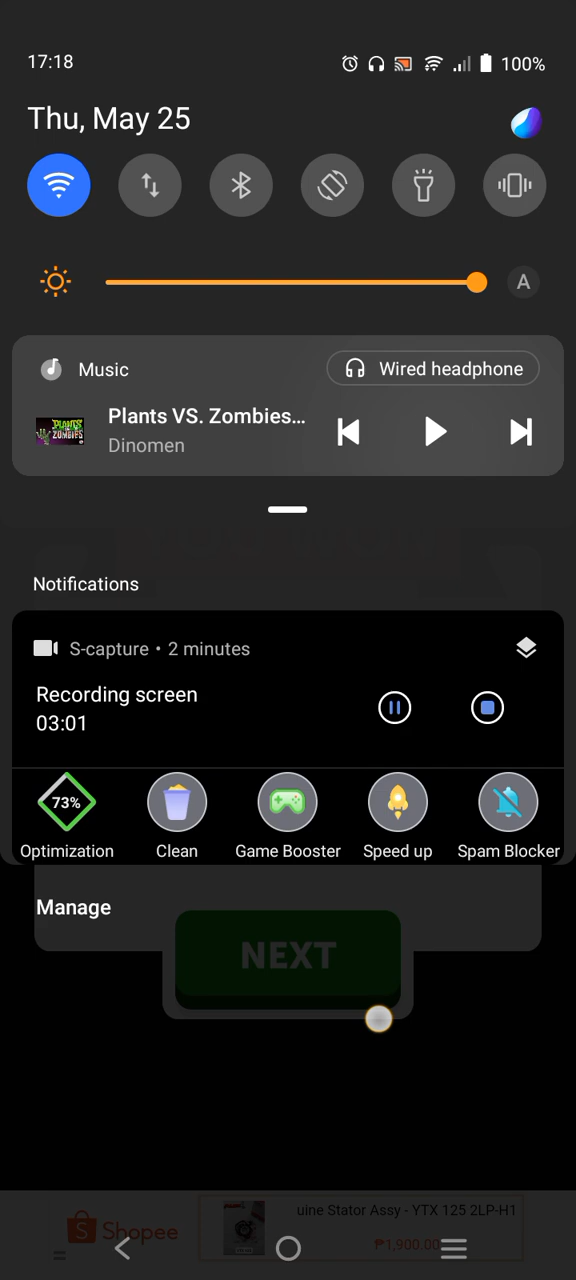 17:18
100%
Thu, May 25
A
Music
Wired headphone
Plants VS. Zombies...
Dinomen
PLANTS
ZOMBIES
Notifications
S-capture • 2 minutes
Recording screen
03:01
73%
Optimization
Clean
Game Booster
Speed up
Spam Blocker
Manage
NEXT
Shopee
uine Stator Assy - YTX 125 2LP-H1
₱1,900.00